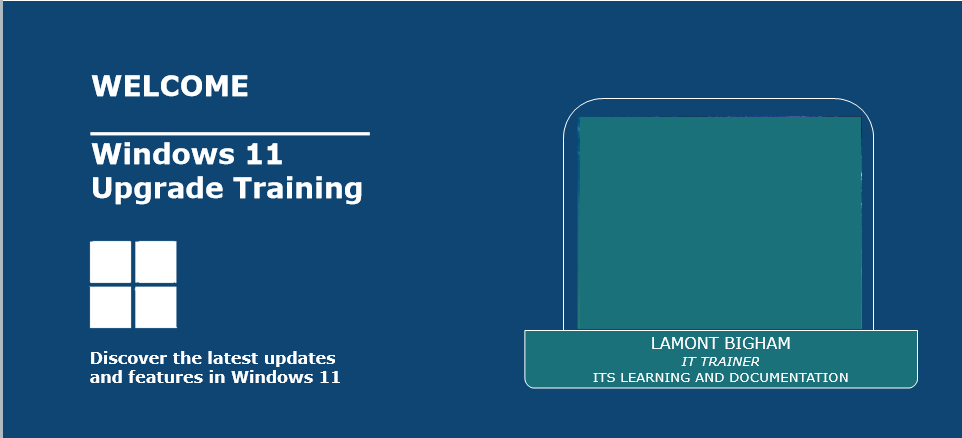 WELCOME
Windows 11
Upgrade Training
Discover the latest updates
and features in Windows 11
LAMONT BIGHAM
IT TRAINER
ITS LEARNING AND DOCUMENTATION